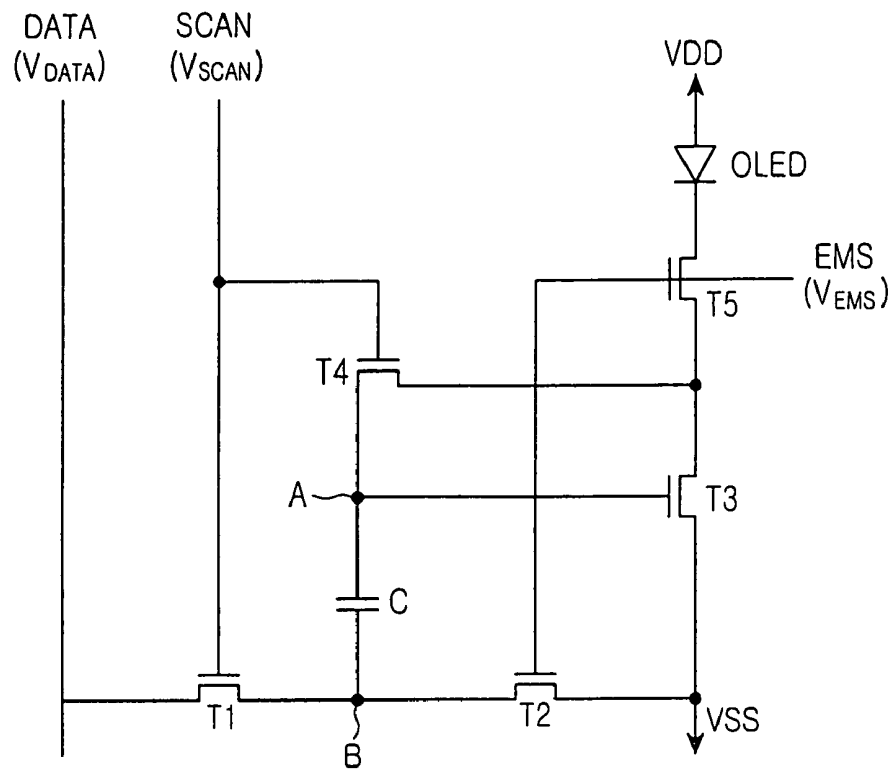 DATA
(VDATA)
SCAN
(VSCAN)
VDD
OLED
EMS
(VEMS)
T5
T4
A
T3
C
T1
T2
VSS
B